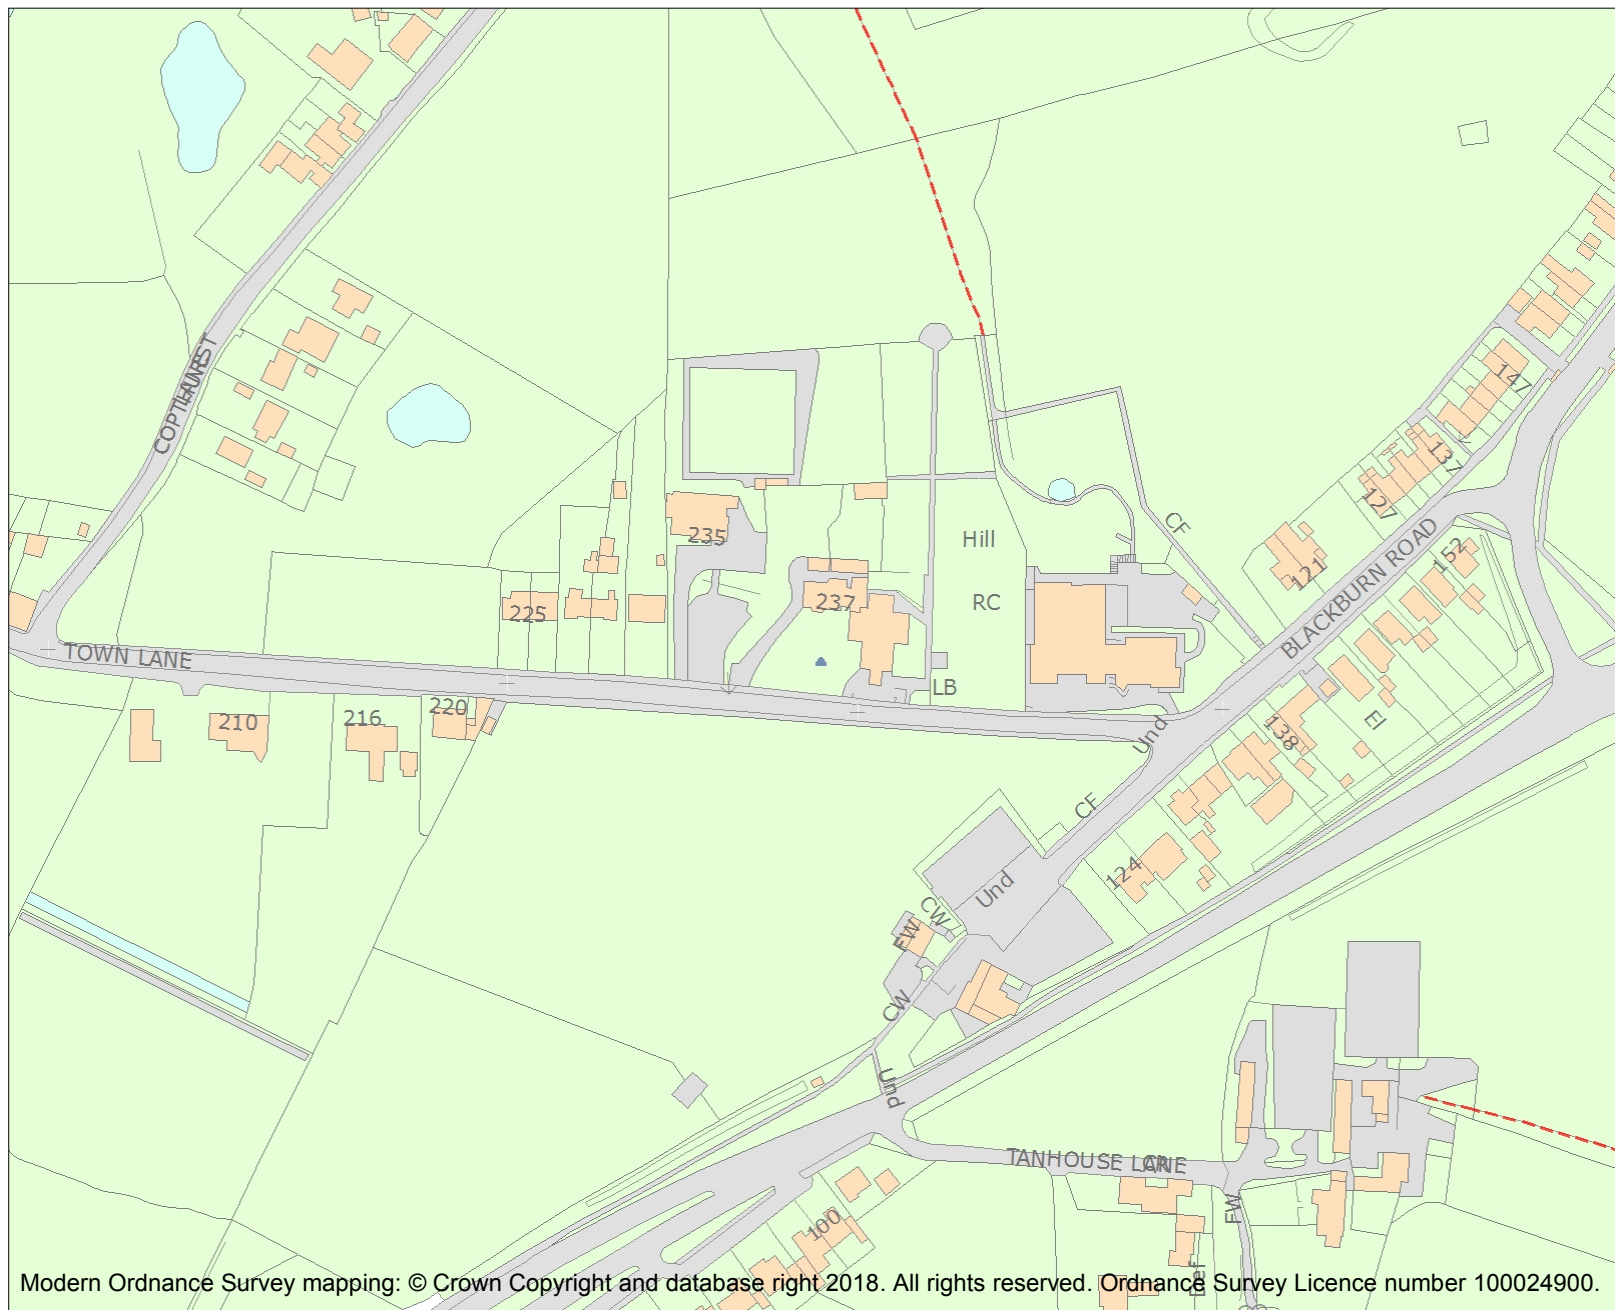 COPTHURST
LANE
147
137
127
CF
235
Hill
152
121
BLACKBURN ROAD
237
RC
225
TOWN LANE
LB
220
216
210
Und
138
El
CF
124
Und
CW
FW
CW
Und
TANHOUSE LANE
FW
100
Def
Modern Ordnance Survey mapping: © Crown Copyright and database right 2018. All rights reserved. Ordnance Survey Licence number 100024900.